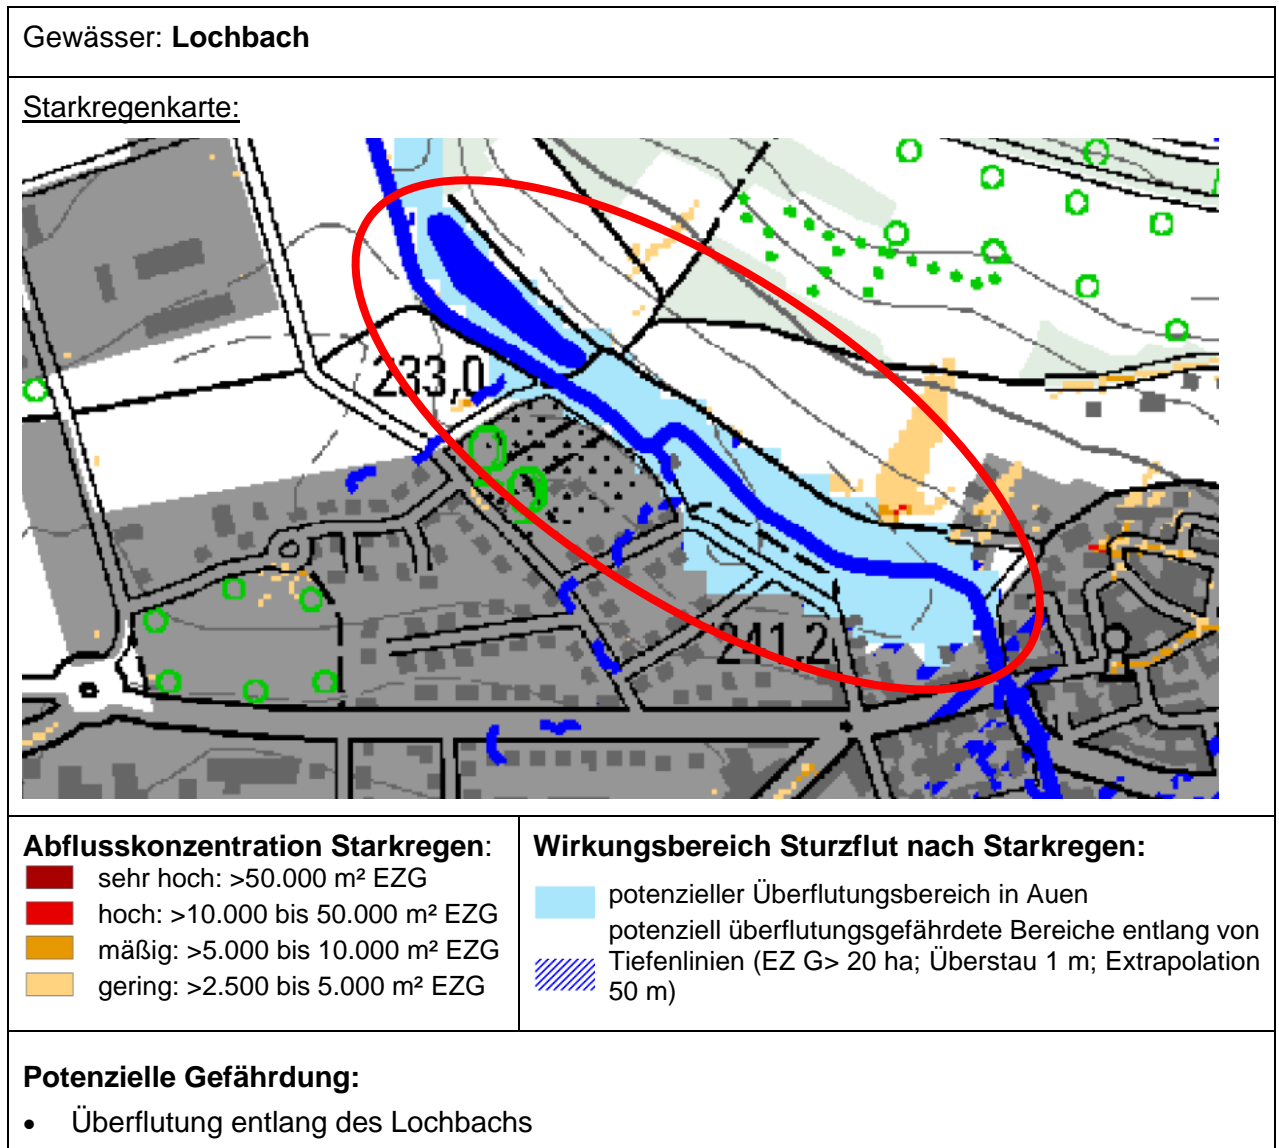 Gewässer: Lochbach
Starkregenkarte:
233,0
241,2
Abflusskonzentration Starkregen:
sehr hoch: >50.000 m² EZG
hoch: >10.000 bis 50.000 m² EZG
mäßig: >5.000 bis 10.000 m² EZG
gering: >2.500 bis 5.000 m² EZG
Wirkungsbereich Sturzflut nach Starkregen:
potenzieller Überflutungsbereich in Auen
potenziell überflutungsgefährdete Bereiche entlang von
Tiefenlinien (EZ G> 20 ha; Überstau 1 m; Extrapolation
50 m)
Potenzielle Gefährdung:
• Überflutung entlang des Lochbachs